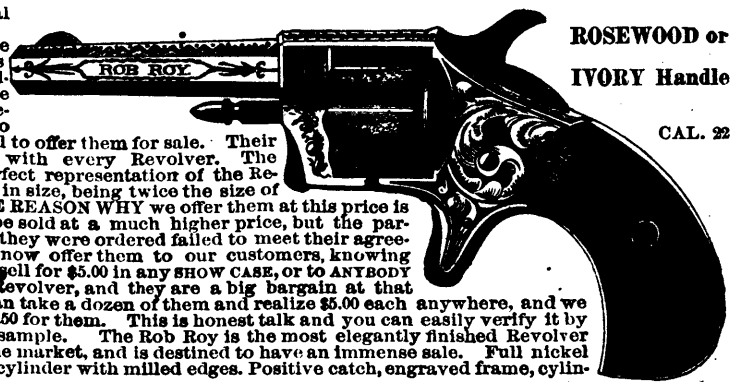 al
e
s
l-
e
e-
o
ROB ROY.
ROSEWOOD or
IVORY Handle
CAL. 22
to offer them for sale. Their
with every Revolver. The
fect representation of the Re-
in size, being twice the size of
E REASON WHY we offer them at this price is
be sold at a much higher price, but the par-
they were ordered failed to meet their agree-
now offer them to our customers, knowing
sell for $5.00 in any SHOW CASE, or to ANYBODY
Revolver, and they are a big bargain at that
an take a dozen of them and realize $5.00 each anywhere, and we
.50 for them. This is honest talk and you can easily verify it by
sample. The Rob Roy is the most elegantly finished Revolver
e market, and is destined to have an immense sale. Full nickel
cylinder with milled edges. Positive catch, engraved frame, cylin-